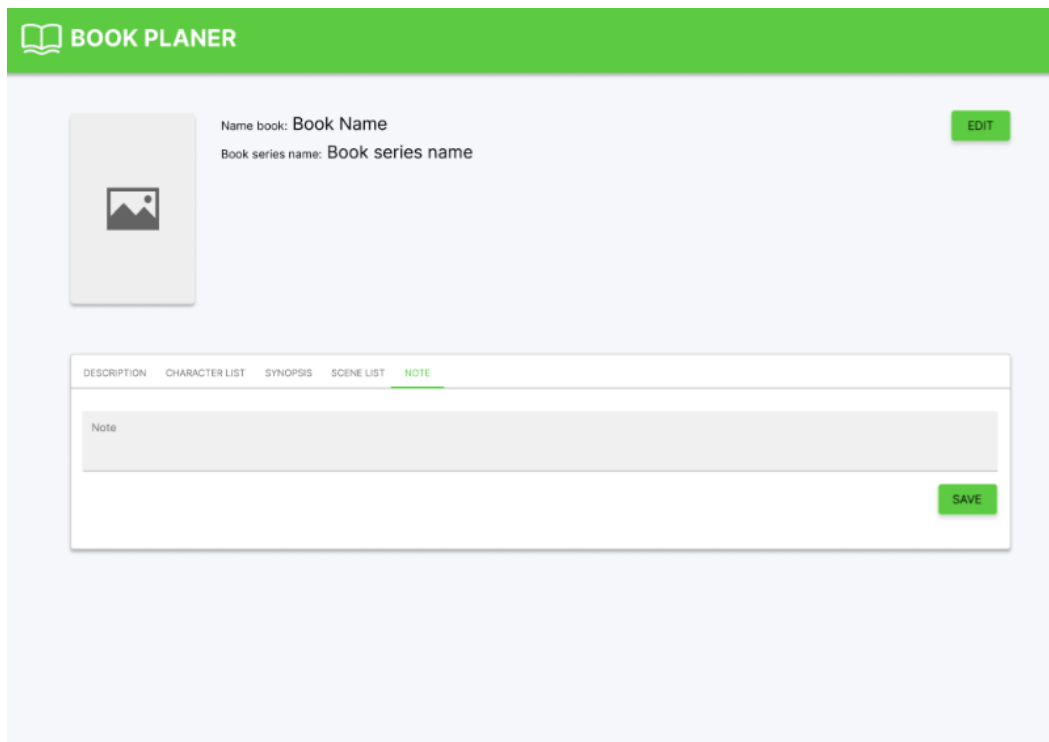 BOOK PLANER
Name book: Book Name
EDIT
Book series name: Book series name
DESCRIPTION CHARACTER LIST SYNOPSIS SCENE LIST NOTE
Note
SAVE